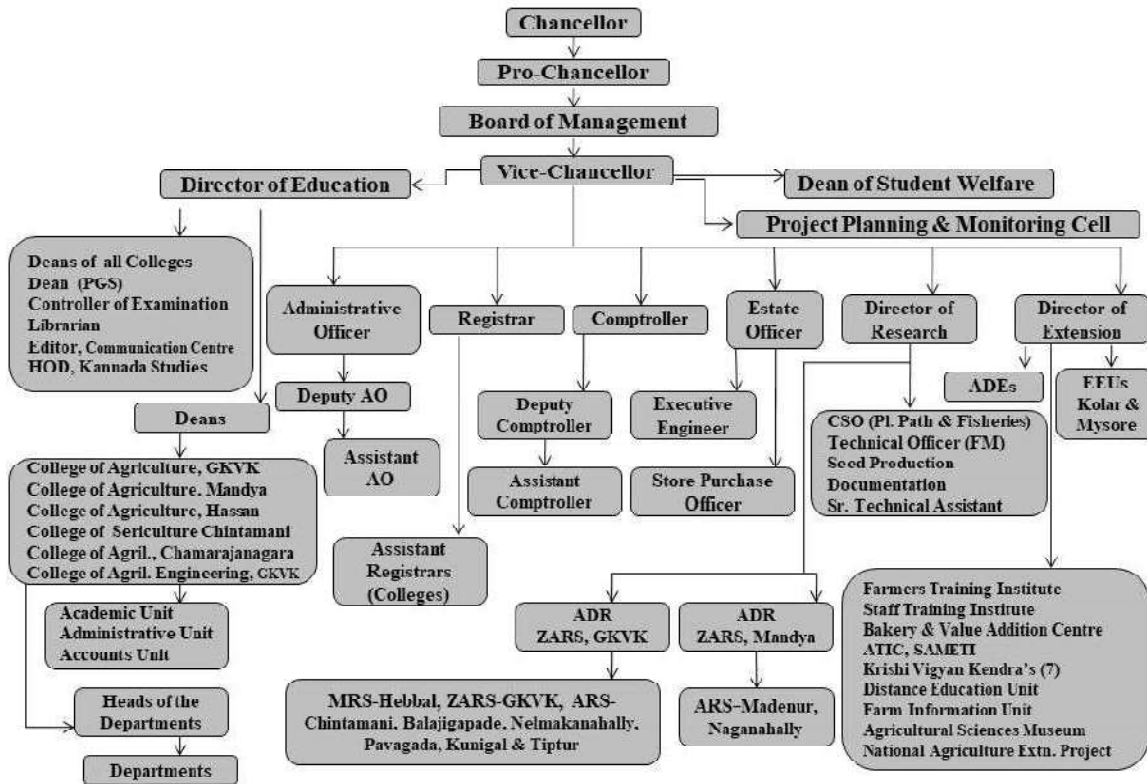 Chancellor
Pro-Chancellor
Board of Management
Vice-Chancellor
Director of Education
Dean of Student Welfare
Project Planning & Monitoring Cell
Deans of all Colleges
Dean (PGS)
Controller of Examination
Librarian
Editor, Communication Centre
HOD, Kannada Studies
Administrative
Officer
Registrar
Comptroller
Estate
Officer
Director of
Research
Director of
Extension
Deans
Deputy AO
Assistant
AO
Deputy
Comptroller
Assistant
Comptroller
Executive
Engineer
Store Purchase
Officer
ADEs
EEUs
Kolar &
Mysore
CSO (Pl. Path & Fisheries)
Technical Officer (FM)
Seed Production
Documentation
Sr. Technical Assistant
College of Agriculture, GKVK
College of Agriculture. Mandya
College of Agriculture, Hassan
College of Sericulture Chintamani
College of Agril., Chamarajanagara
College of Agril. Engineering, GKVK
Assistant
Registrars
(Colleges)
Academic Unit
Administrative Unit
Accounts Unit
Heads of the
Departments
Departments
ADR
ZARS, GKVK
ADR
ZARS, Mandya
MRS-Hebbal, ZARS-GKVK, ARS-
Chintamani. Balajigapade, Nelmakanahally.
Pavagada, Kunigal & Tiptur
ARS-Madenur,
Naganahally
Farmers Training Institute
Staff Training Institute
Bakery & Value Addition Centre
ATIC, SAMETI
Krishi Vigyan Kendra's (7)
Distance Education Unit
Farm Information Unit
Agricultural Sciences Museum
National Agriculture Extn. Project